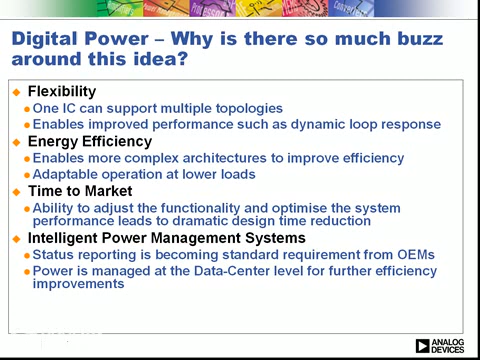 Digital Power – Why is there so much buzz
around this idea?
Flexibility
One IC can support multiple topologies
Enables improved performance such as dynamic loop response
Energy Efficiency
Enables more complex architectures to improve efficiency
Adaptable operation at lower loads
Time to Market
Ability to adjust the functionality and optimise the system
performance leads to dramatic design time reduction
Intelligent Power Management Systems
Status reporting is becoming standard requirement from OEMs
Power is managed at the Data-Center level for further efficiency
improvements
ANALOG
DEVICES